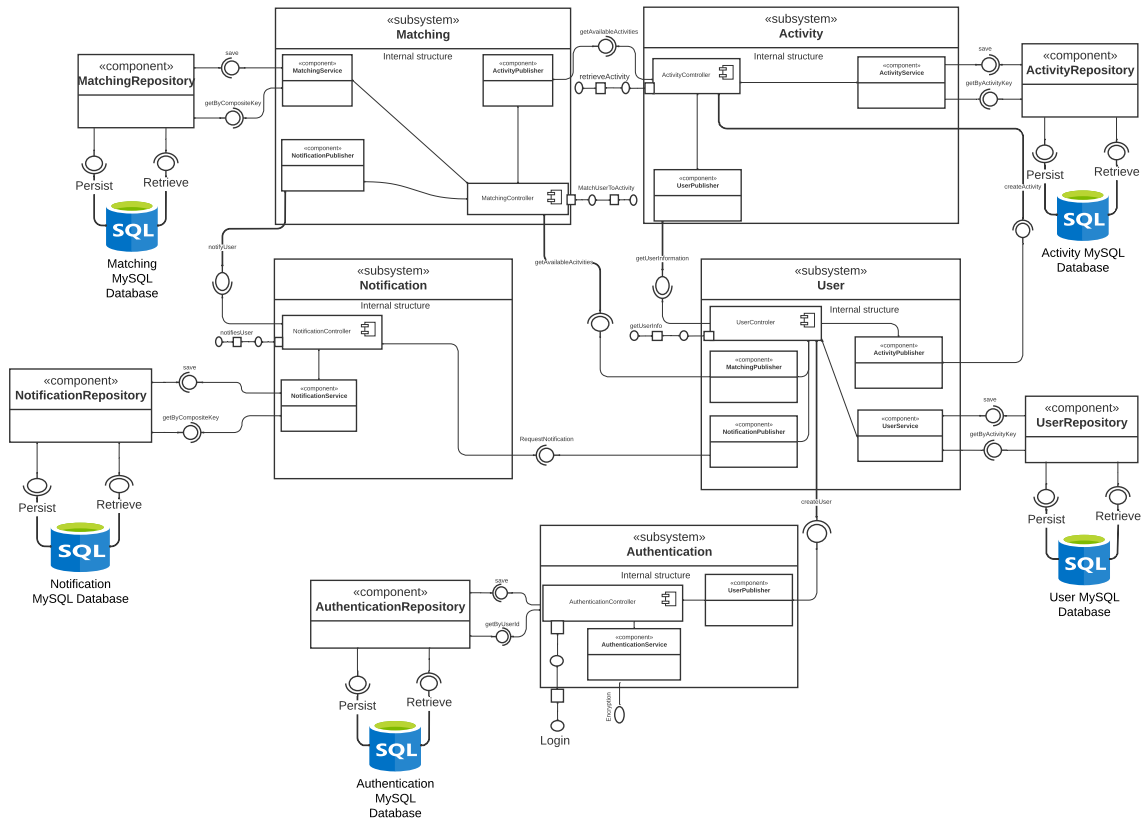 «subsystem»
Matching
Internal structure
«component»
MatchingService
«component»
ActivityPublisher
«component»
NotificationPublisher
MatchingController
«component»
MatchingRepository
save
getByCompositeKey
Persist
Retrieve
SQL
Matching
MySQL
Database
getAvailableActivities
retrieveActivity
MatchUserToActivity
«subsystem»
Activity
Internal structure
ActivityController
«component»
ActivityService
«component»
UserPublisher
save
getByActivityKey
«component»
ActivityRepository
Persist
Retrieve
createActivity
SQL
Activity MySQL
Database
notifyUser
getAvailableActivities
getUserInformation
«subsystem»
Notification
Internal structure
NotificationController
notifiesUser
«component»
NotificationService
«component»
NotificationRepository
save
getByCompositeKey
Persist
Retrieve
SQL
Notification
MySQL Database
RequestNotification
getUserInfo
«subsystem»
User
Internal structure
UserControler
«component»
MatchingPublisher
«component»
ActivityPublisher
«component»
NotificationPublisher
«component»
UserService
save
getByActivityKey
«component»
UserRepository
Persist
Retrieve
SQL
User MySQL
Database
createUser
«subsystem»
Authentication
Internal structure
AuthenticationController
«component»
UserPublisher
«component»
AuthenticationService
Encryption
Login
«component»
AuthenticationRepository
save
getByUserId
Persist
Retrieve
SQL
Authentication
MySQL
Database